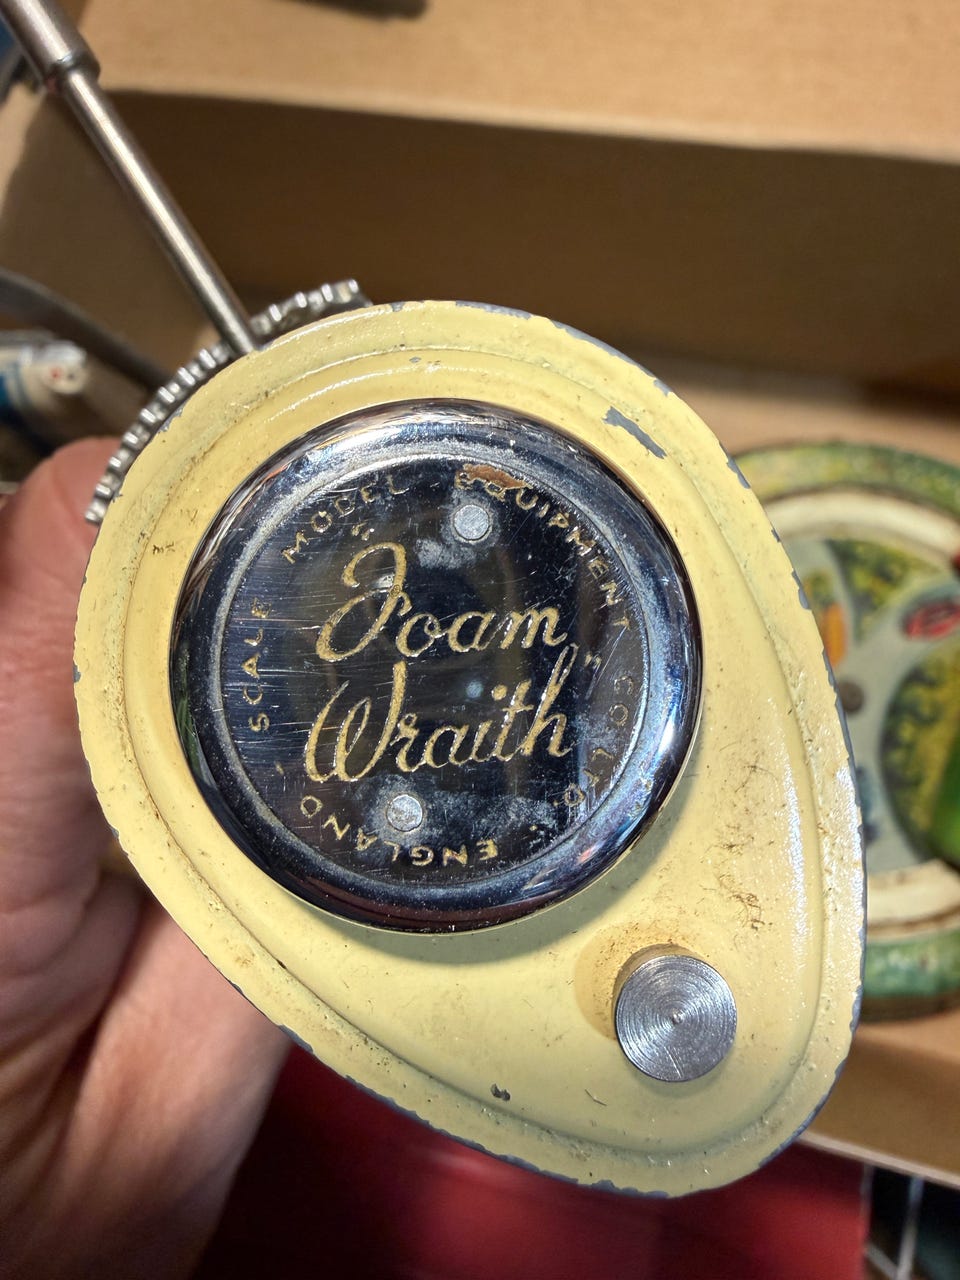 SCALE MODEL EQUIPMENT CO LTD.
"Foam
Wraith"
ENGLAND